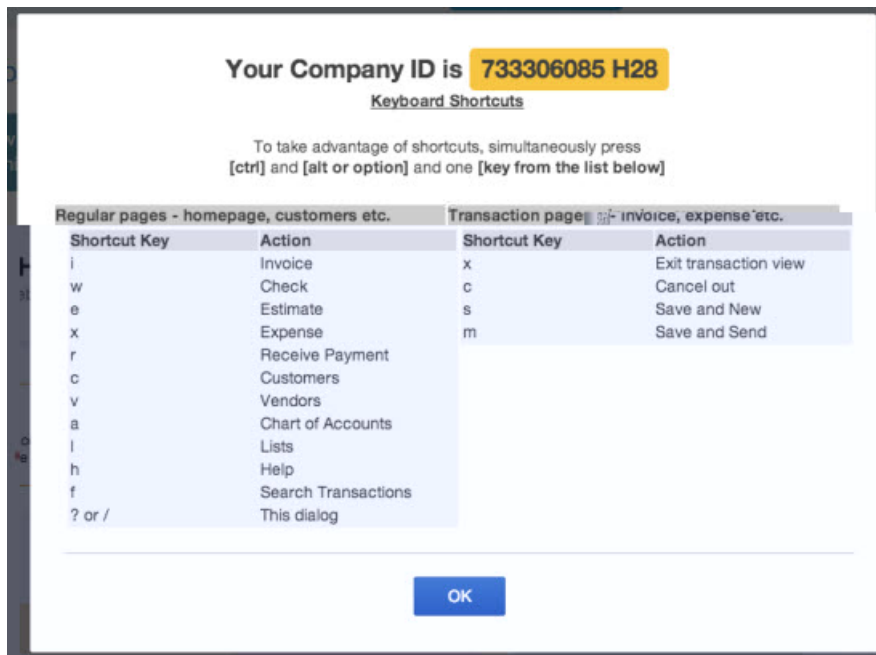 Your Company ID is 733306085 H28
Keyboard Shortcuts
To take advantage of shortcuts, simultaneously press
[ctrl] and [alt or option] and one [key from the list below]
Regular pages - homepage, customers etc. Transaction pages - invoice, expense etc.
Shortcut Key Action Shortcut Key Action
i Invoice x Exit transaction view
w Check c Cancel out
e Estimate s Save and New
x Expense m Save and Send
r Receive Payment
c Customers
v Vendors
a Chart of Accounts
l Lists
h Help
f Search Transactions
? or / This dialog
OK